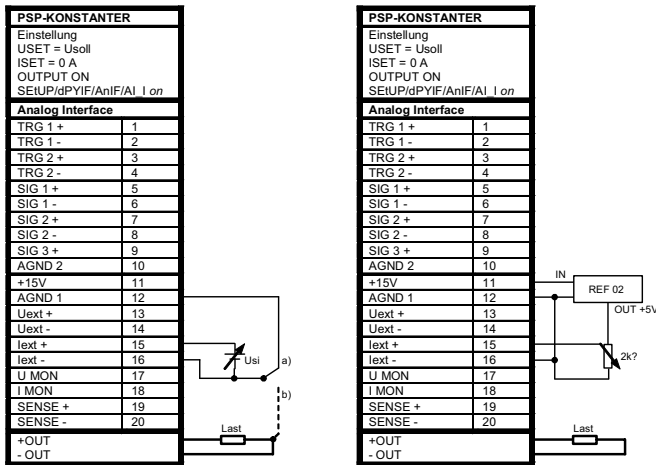 PSP-KONSTANTER
Einstellung
USET = Usoll
ISET = 0 A
OUTPUT ON
SEtUP/dPYIF/AnIF/AI_I on
Analog Interface
TRG 1 + 1
TRG 1 - 2
TRG 2 + 3
TRG 2 - 4
SIG 1 + 5
SIG 1 - 6
SIG 2 + 7
SIG 2 - 8
SIG 3 + 9
AGND 2 10
+15V 11
AGND 1 12
Uext + 13
Uext - 14
Iext + 15
Iext - 16
U MON 17
I MON 18
SENSE + 19
SENSE - 20
+OUT
- OUT
Usi
a)
b)
Last
PSP-KONSTANTER
Einstellung
USET = Usoll
ISET = 0 A
OUTPUT ON
SEtUP/dPYIF/AnIF/AI_I on
Analog Interface
TRG 1 + 1
TRG 1 - 2
TRG 2 + 3
TRG 2 - 4
SIG 1 + 5
SIG 1 - 6
SIG 2 + 7
SIG 2 - 8
SIG 3 + 9
AGND 2 10
+15V 11
AGND 1 12
Uext + 13
Uext - 14
Iext + 15
Iext - 16
U MON 17
I MON 18
SENSE + 19
SENSE - 20
+OUT
- OUT
IN
REF 02
OUT +5V
2k?
Last